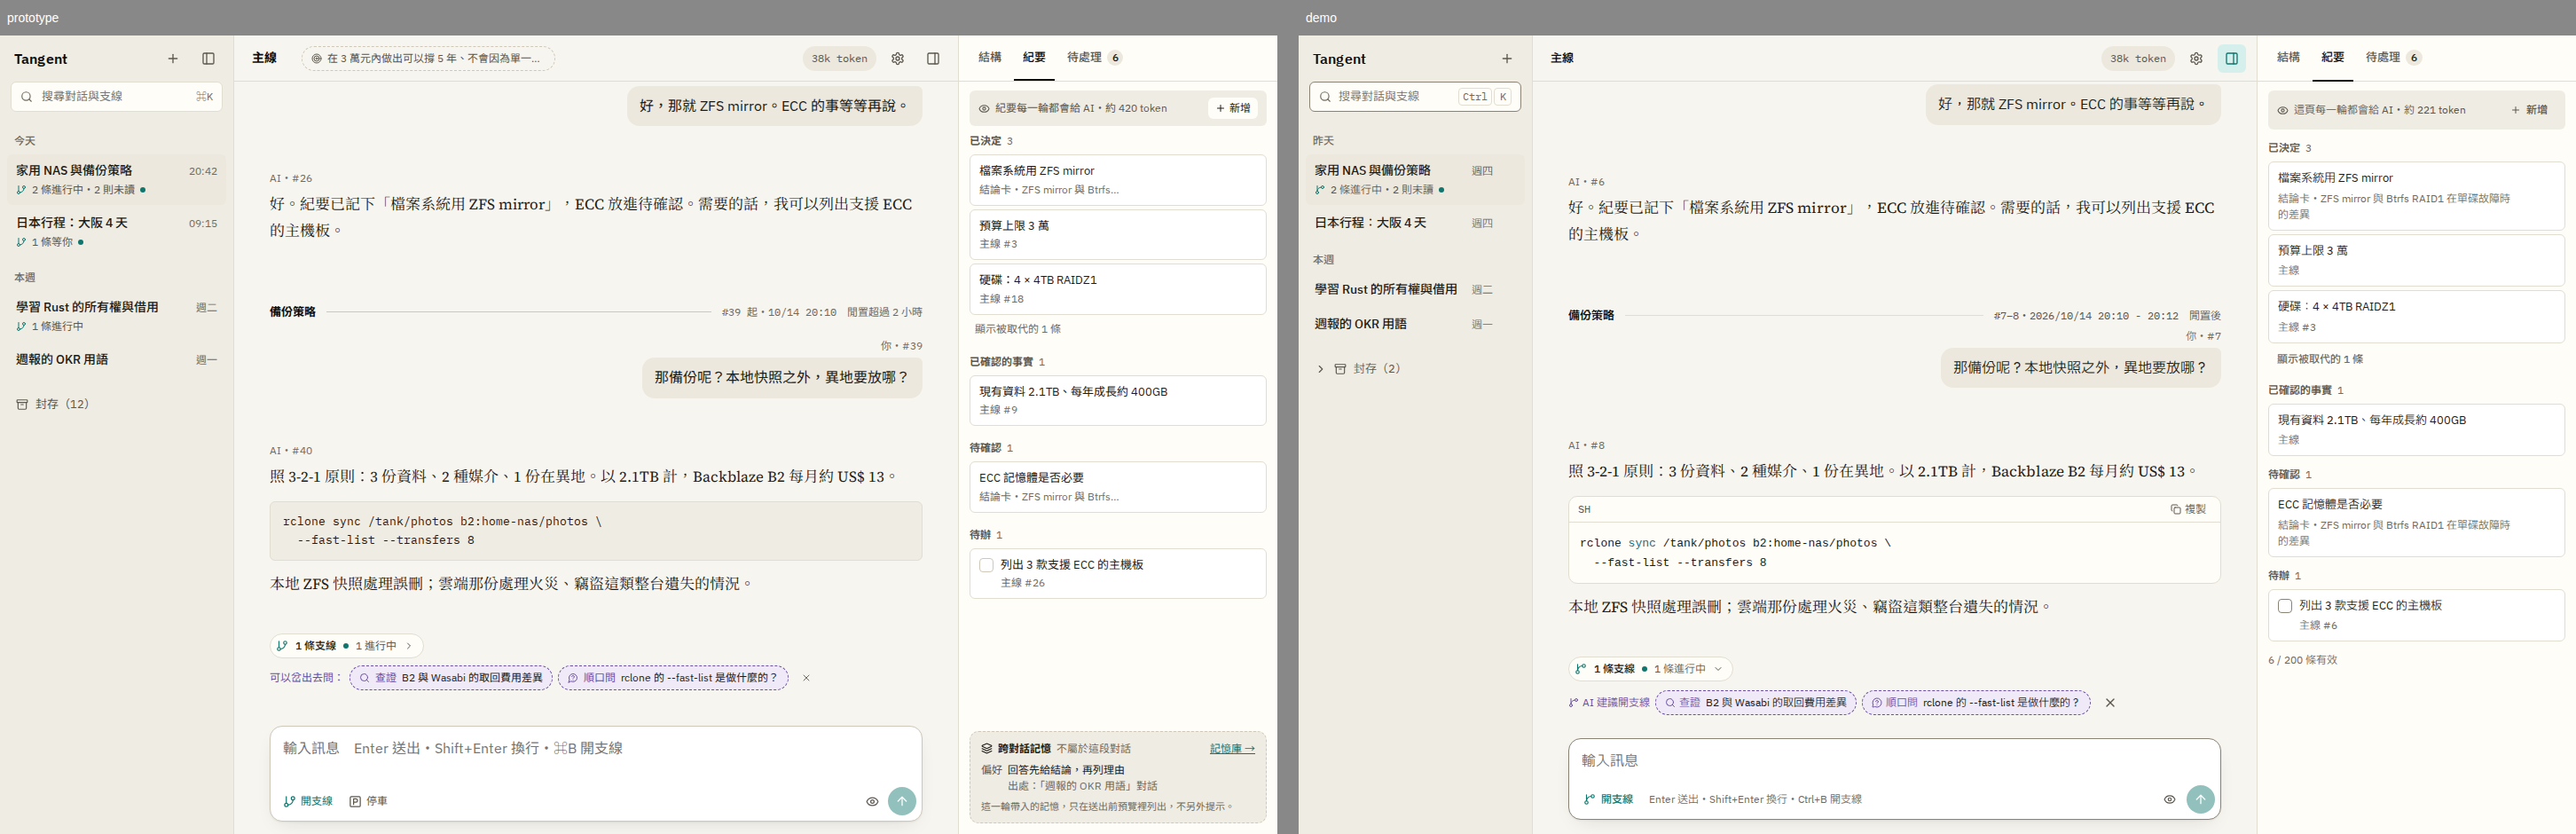 prototype
Tangent
搜尋對話與支線 ⌘K
今天
家用 NAS 與備份策略 20:42
2 條進行中・2 則未讀
日本行程：大阪 4 天 09:15
1 條等你
本週
學習 Rust 的所有權與借用 週二
1 條進行中
週報的 OKR 用語 週一
封存（12）
主線 在 3 萬元內做出可以撐 5 年、不會因為單一... 38k token
好，那就 ZFS mirror。ECC 的事等等再說。
AI・#26
好。紀要已記下「檔案系統用 ZFS mirror」，ECC 放進待確認。需要的話，我可以列出支援 ECC
的主機板。
備份策略 #39 起・10/14 20:10 閒置超過 2 小時
你・#39
那備份呢？本地快照之外，異地要放哪？
AI・#40
照 3-2-1 原則：3 份資料、2 種媒介、1 份在異地。以 2.1TB 計，Backblaze B2 每月約 US$ 13。
rclone sync /tank/photos b2:home-nas/photos \
--fast-list --transfers 8
本地 ZFS 快照處理誤刪；雲端那份處理火災、竊盜這類整台遺失的情況。
1 條支線 1 進行中
可以岔出去問： 查證 B2 與 Wasabi 的取回費用差異 順口問 rclone 的 --fast-list 是做什麼的？
輸入訊息 Enter 送出・Shift+Enter 換行・⌘B 開支線
開支線 停車
結構 紀要 待處理 6
紀要每一輪都會給 AI・約 420 token 新增
已決定 3
檔案系統用 ZFS mirror
結論卡・ZFS mirror 與 Btrfs...
預算上限 3 萬
主線 #3
硬碟：4 × 4TB RAIDZ1
主線 #18
顯示被取代的 1 條
已確認的事實 1
現有資料 2.1TB、每年成長約 400GB
主線 #9
待確認 1
ECC 記憶體是否必要
結論卡・ZFS mirror 與 Btrfs...
待辦 1
列出 3 款支援 ECC 的主機板
主線 #26
跨對話記憶 不屬於這段對話 記憶庫 →
偏好 回答先給結論，再列理由
出處：「週報的 OKR 用語」對話
這一輪帶入的記憶，只在送出前預覽裡列出，不另外提示。
demo
Tangent
搜尋對話與支線 Ctrl K
昨天
家用 NAS 與備份策略 週四
2 條進行中・2 則未讀
日本行程：大阪 4 天 週四
本週
學習 Rust 的所有權與借用 週二
週報的 OKR 用語 週一
封存（2）
主線 38k token
好，那就 ZFS mirror。ECC 的事等等再說。
AI・#6
好。紀要已記下「檔案系統用 ZFS mirror」，ECC 放進待確認。需要的話，我可以列出支援 ECC
的主機板。
備份策略 #7–8・2026/10/14 20:10 - 20:12 閒置後
你・#7
那備份呢？本地快照之外，異地要放哪？
AI・#8
照 3-2-1 原則：3 份資料、2 種媒介、1 份在異地。以 2.1TB 計，Backblaze B2 每月約 US$ 13。
SH 複製
rclone sync /tank/photos b2:home-nas/photos \
--fast-list --transfers 8
本地 ZFS 快照處理誤刪；雲端那份處理火災、竊盜這類整台遺失的情況。
1 條支線 1 條進行中
AI 建議開支線 查證 B2 與 Wasabi 的取回費用差異 順口問 rclone 的 --fast-list 是做什麼的？
輸入訊息
開支線 Enter 送出・Shift+Enter 換行・Ctrl+B 開支線
結構 紀要 待處理 6
這頁每一輪都會給 AI・約 221 token 新增
已決定 3
檔案系統用 ZFS mirror
結論卡・ZFS mirror 與 Btrfs RAID1 在單碟故障時
的差異
預算上限 3 萬
主線
硬碟：4 × 4TB RAIDZ1
主線 #3
顯示被取代的 1 條
已確認的事實 1
現有資料 2.1TB、每年成長約 400GB
主線
待確認 1
ECC 記憶體是否必要
結論卡・ZFS mirror 與 Btrfs RAID1 在單碟故障時
的差異
待辦 1
列出 3 款支援 ECC 的主機板
主線 #6
6 / 200 條有效